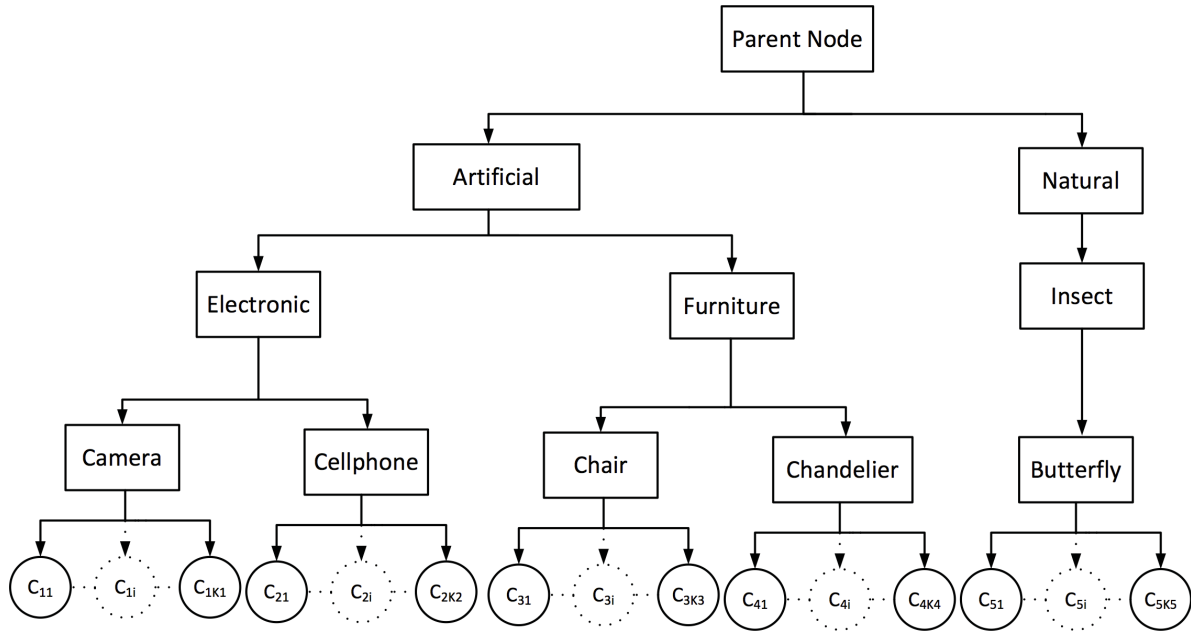 Parent Node
Artificial
Natural
Electronic
Furniture
Insect
Camera
Cellphone
Chair
Chandelier
Butterfly
C11
C1i
C1K1
C21
C2i
C2K2
C31
C3i
C3K3
C41
C4i
C4K4
C51
C5i
C5K5